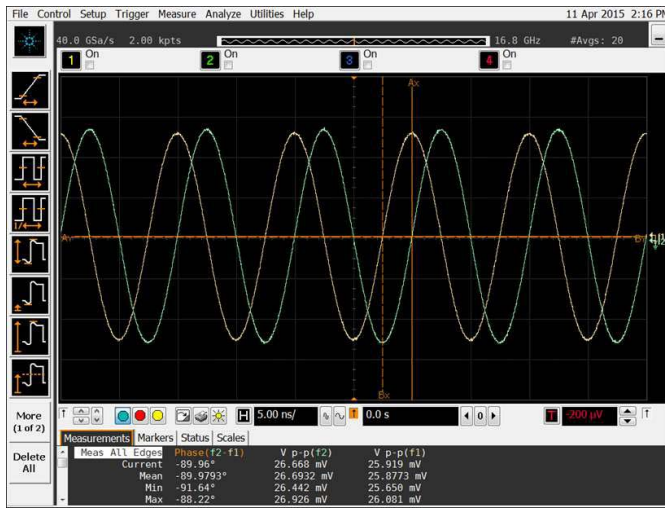 File Control Setup Trigger Measure Analyze Utilities Help 11 Apr 2015 2:16 PM
40.0 GSa/s 2.00 kpts 16.8 GHz #Avgs: 20
1 On 2 On 3 On 4 On
Ax
Ay By
Bx
More
(1 of 2)
Delete
All
H 5.00 ns/ 0.0 s 0 T -200 µV
Measurements Markers Status Scales
Meas All Edges Phase(f2-f1) V p-p(f2) V p-p(f1)
Current -89.96° 26.668 mV 25.919 mV
Mean -89.9793° 26.6932 mV 25.8773 mV
Min -91.64° 26.442 mV 25.650 mV
Max -88.22° 26.926 mV 26.081 mV